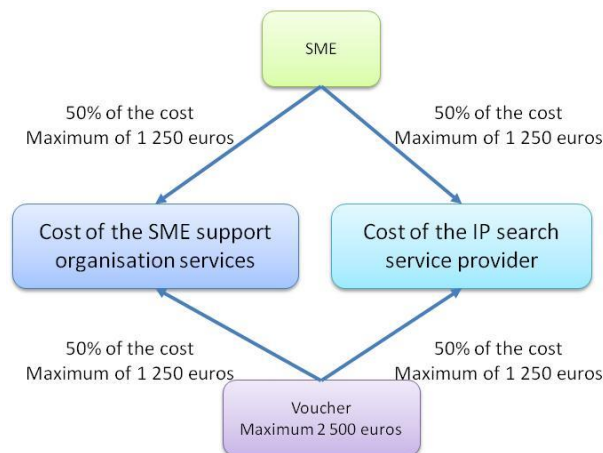 SME
50% of the cost
Maximum of 1 250 euros
50% of the cost
Maximum of 1 250 euros
Cost of the SME support
organisation services
Cost of the IP search
service provider
50% of the cost
Maximum of 1 250 euros
50% of the cost
Maximum of 1 250 euros
Voucher
Maximum 2 500 euros